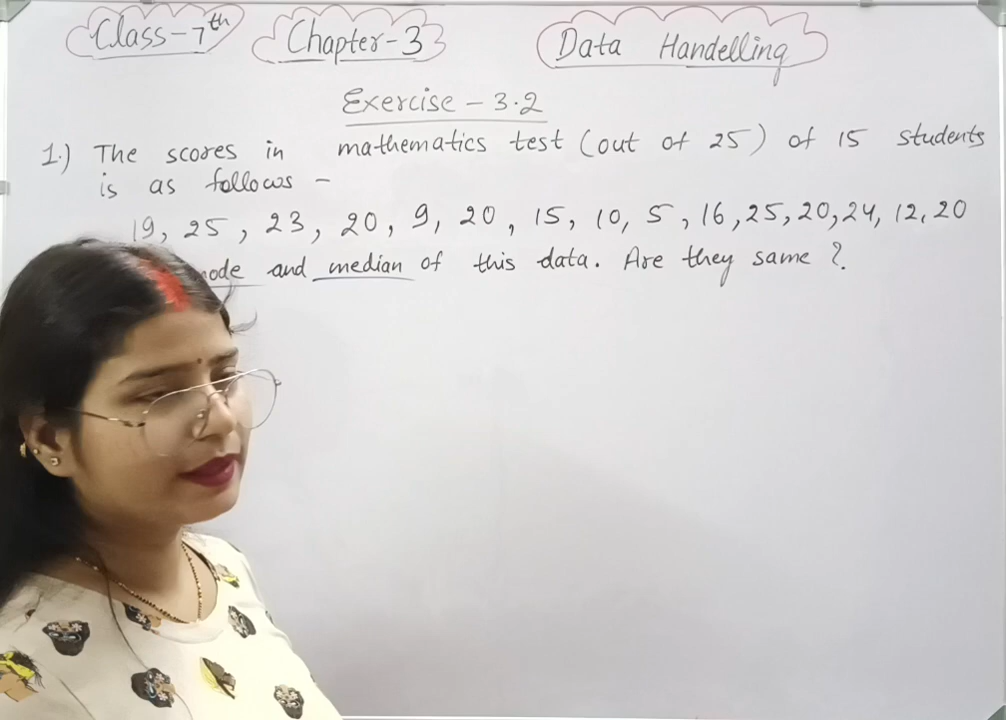 Class-7th Chapter-3 Data Handelling
Exercise - 3.2
1.) The scores in mathematics test (out of 25) of 15 students
is as follows -
19, 25, 23, 20, 9, 20, 15, 10, 5, 16, 25, 20, 24, 12, 20
and median of this data. Are they same ?